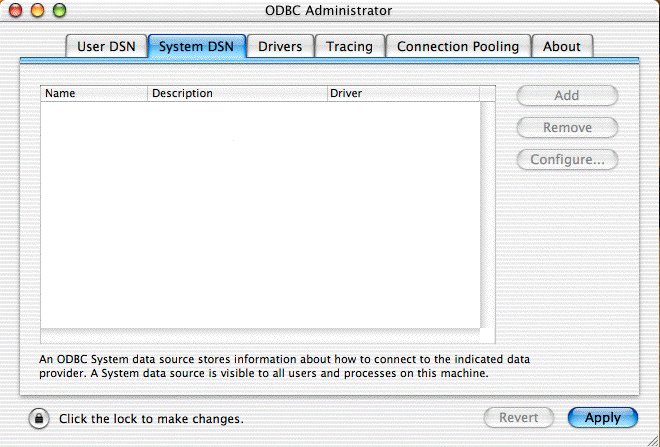 ODBC Administrator
User DSN System DSN Drivers Tracing Connection Pooling About
Name Description Driver
Add
Remove
Configure...
An ODBC System data source stores information about how to connect to the indicated data
provider. A System data source is visible to all users and processes on this machine.
Click the lock to make changes.
Revert Apply